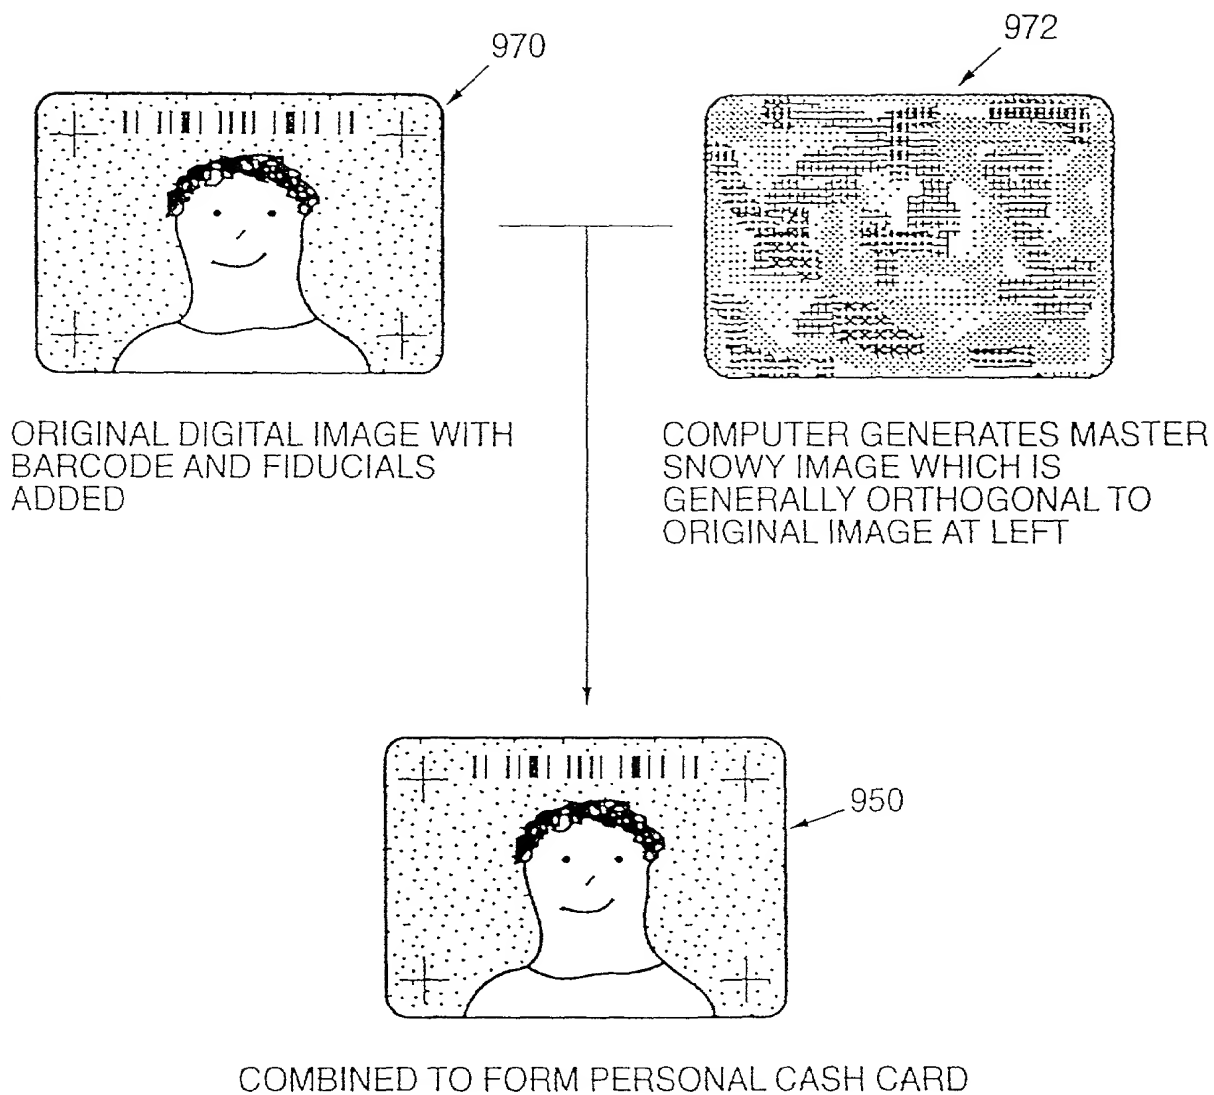 970
972
ORIGINAL DIGITAL IMAGE WITH
BARCODE AND FIDUCIALS
ADDED
COMPUTER GENERATES MASTER
SNOWY IMAGE WHICH IS
GENERALLY ORTHOGONAL TO
ORIGINAL IMAGE AT LEFT
950
COMBINED TO FORM PERSONAL CASH CARD